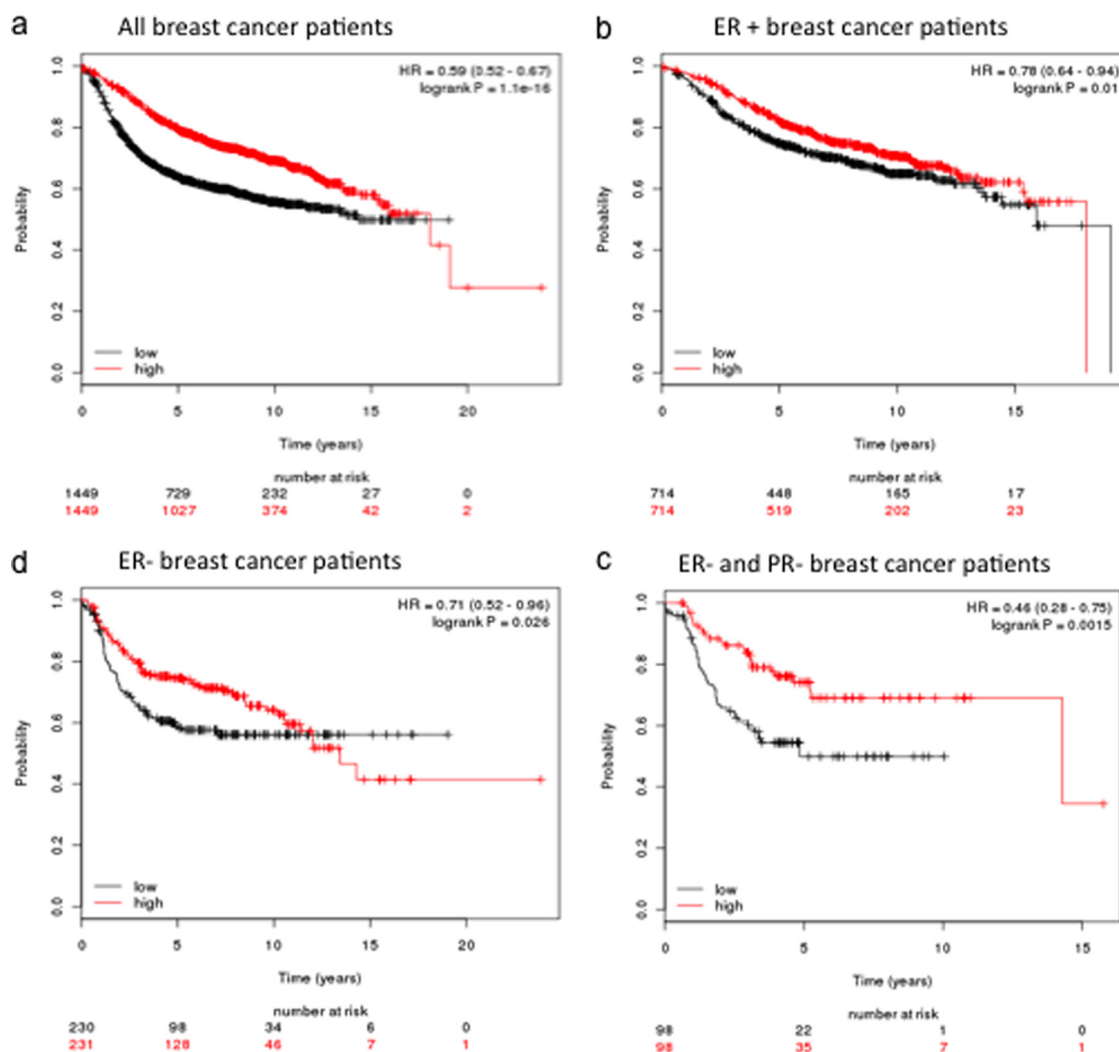 a All breast cancer patients
HR = 0.59 (0.52 - 0.67)
logrank P = 1.1e-16
Probability
1.0
0.8
0.6
0.4
0.2
0.0
low
high
0 5 10 15 20
Time (years)
number at risk
1449 729 232 27 0
1449 1027 374 42 2
b ER + breast cancer patients
HR = 0.78 (0.64 - 0.94)
logrank P = 0.01
Probability
1.0
0.8
0.6
0.4
0.2
0.0
low
high
0 5 10 15
Time (years)
number at risk
714 448 165 17
714 519 202 23
d ER- breast cancer patients
HR = 0.71 (0.52 - 0.96)
logrank P = 0.026
Probability
1.0
0.8
0.6
0.4
0.2
0.0
low
high
0 5 10 15 20
Time (years)
number at risk
230 98 34 6 0
231 128 46 7 1
c ER- and PR- breast cancer patients
HR = 0.46 (0.28 - 0.75)
logrank P = 0.0015
Probability
1.0
0.8
0.6
0.4
0.2
0.0
low
high
0 5 10 15
Time (years)
number at risk
98 22 1 0
98 35 7 1